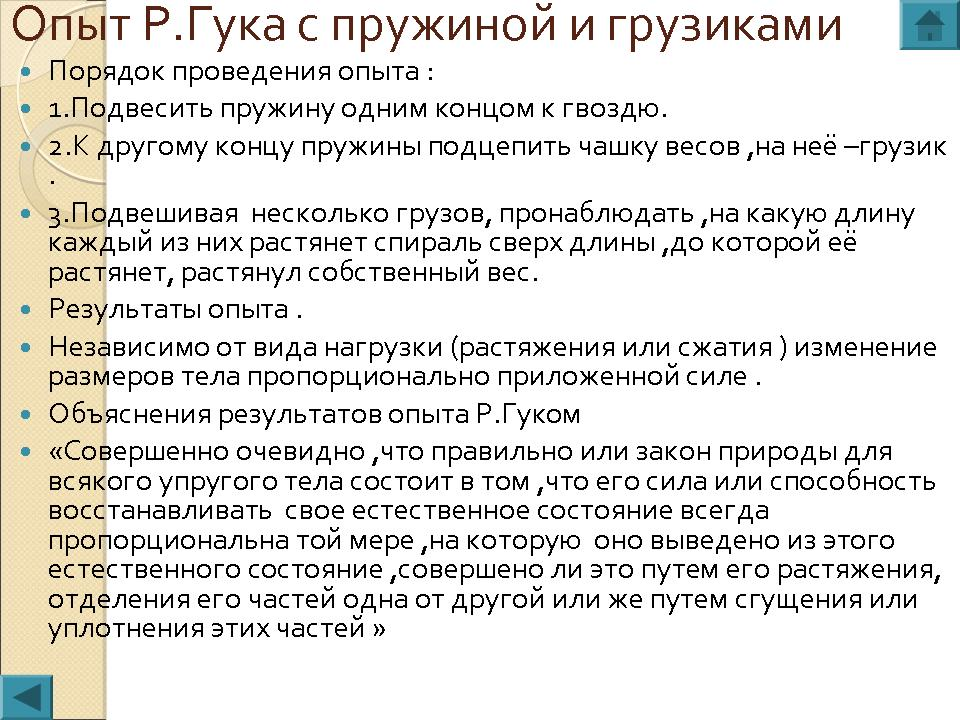 Опыт Р.Гука с пружиной и грузиками
Порядок проведения опыта :
1.Подвесить пружину одним концом к гвоздю.
2.К другому концу пружины подцепить чашку весов ,на неё –грузик
.
3.Подвешивая  несколько грузов, пронаблюдать ,на какую длину
каждый из них растянет спираль сверх длины ,до которой её
растянет, растянул собственный вес.
Результаты опыта .
Независимо от вида нагрузки (растяжения или сжатия ) изменение
размеров тела пропорционально приложенной силе .
Объяснения результатов опыта Р.Гуком
«Совершенно очевидно ,что правильно или закон природы для
всякого упругого тела состоит в том ,что его сила или способность
восстанавливать  свое естественное состояние всегда
пропорциональна той мере ,на которую  оно выведено из этого
естественного состояние ,совершено ли это путем его растяжения,
отделения его частей одна от другой или же путем сгущения или
уплотнения этих частей »